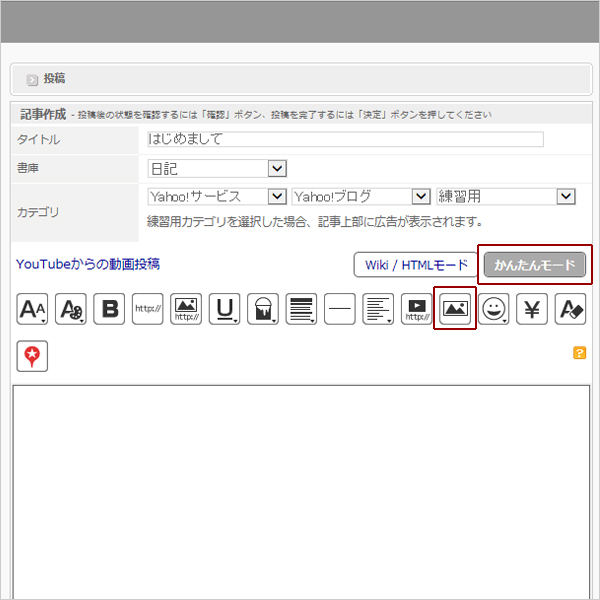 投稿
記事作成 - 投稿後の状態を確認するには「確認」ボタン、投稿を完了するには「決定」ボタンを押してください
タイトル はじめまして
書庫 日記
カテゴリ Yahoo!サービス Yahoo!ブログ 練習用
練習用カテゴリを選択した場合、記事上部に広告が表示されます。
YouTubeからの動画投稿 Wiki / HTMLモード かんたんモード
AA A B http:// http:// U http:// ¥ A
?